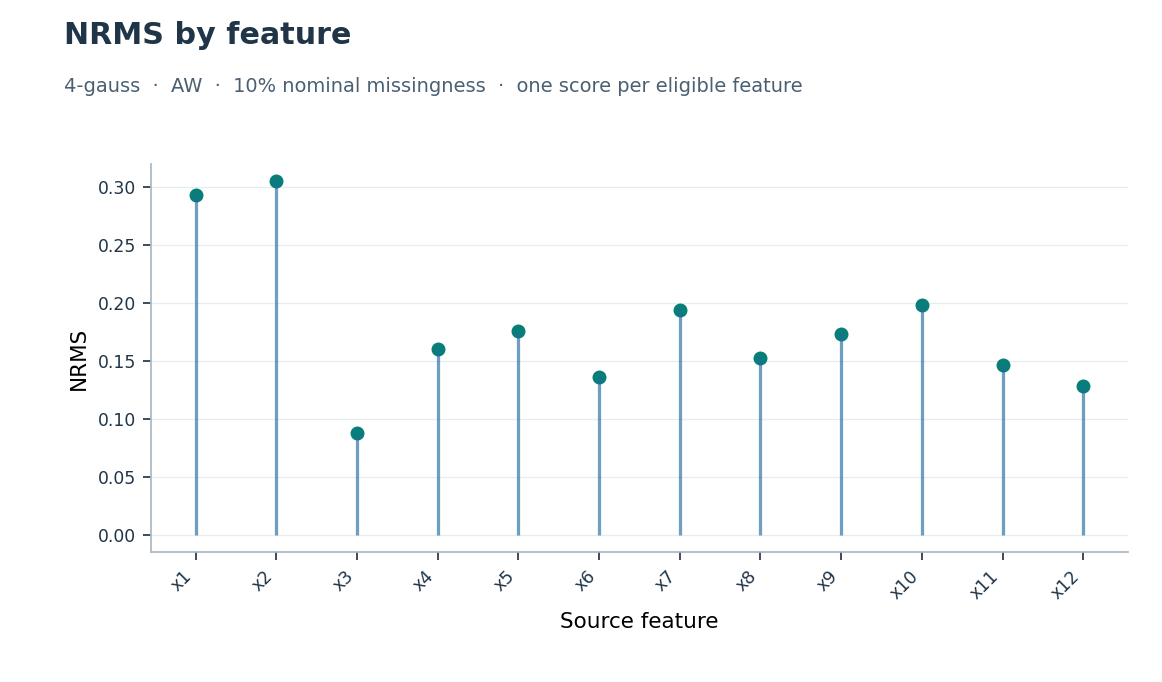 NRMS by feature
4-gauss · AW · 10% nominal missingness · one score per eligible feature
0.30
0.25
0.20
0.15
0.10
0.05
0.00
NRMS
x1 x2 x3 x4 x5 x6 x7 x8 x9 x10 x11 x12
Source feature